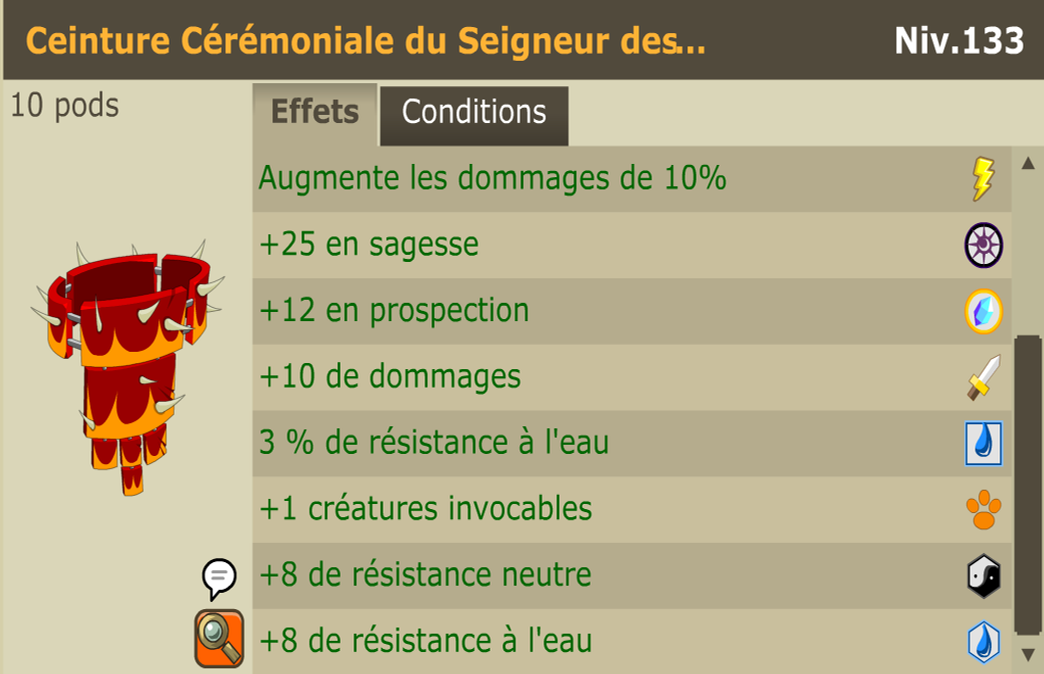 Ceinture Cérémoniale du Seigneur des...
Niv.133
10 pods
Effets
Conditions
Augmente les dommages de 10%
+25 en sagesse
+12 en prospection
+10 de dommages
3 % de résistance à l'eau
+1 créatures invocables
+8 de résistance neutre
+8 de résistance à l'eau